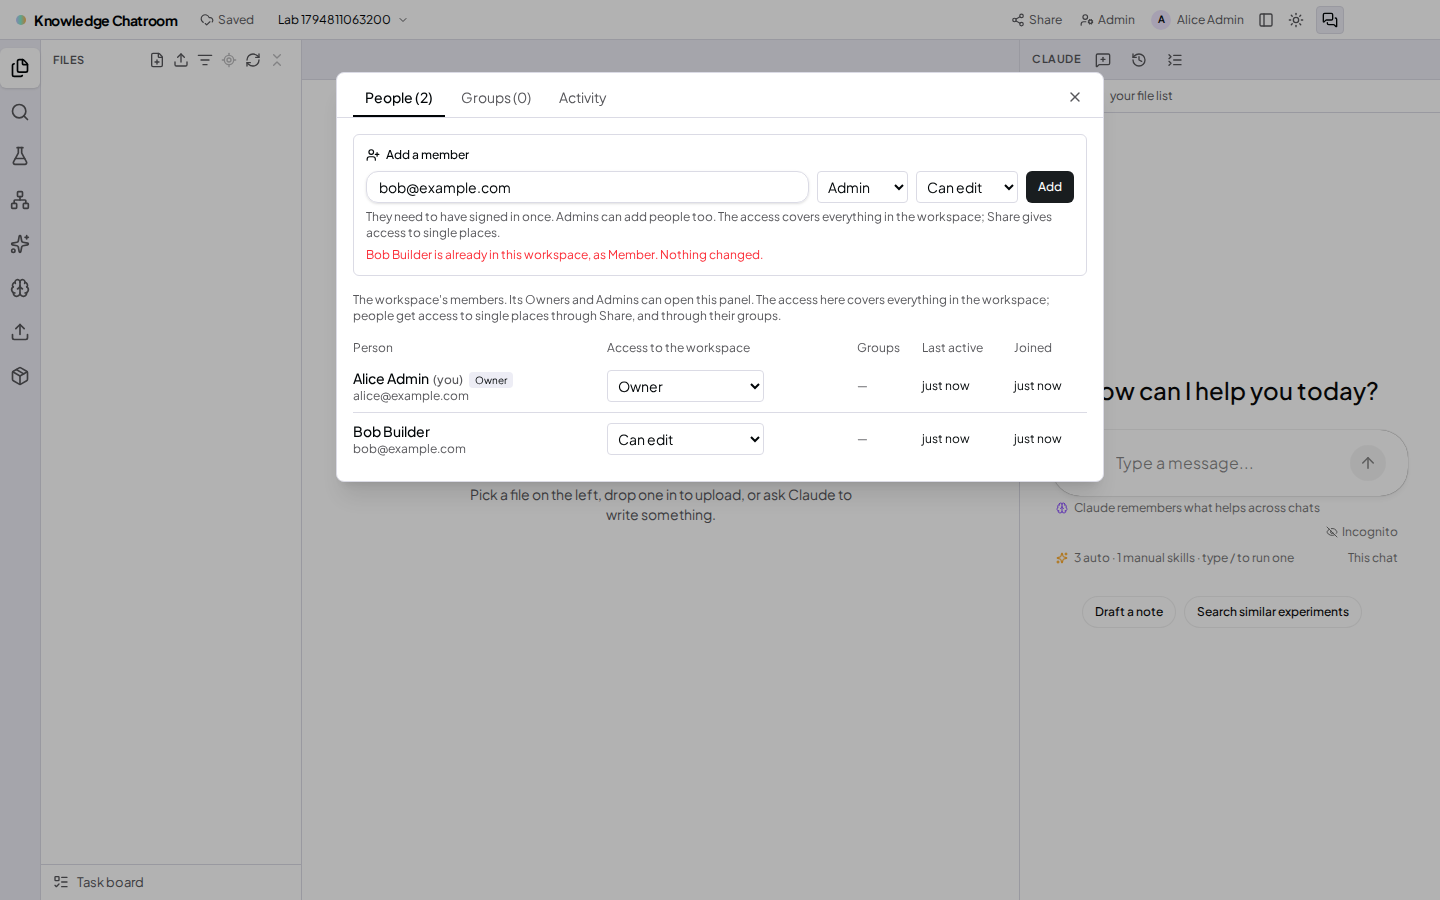 Knowledge Chatroom
Saved
Lab 1794811063200
Share
Admin
A
Alice Admin
FILES
CLAUDE
your file list
People (2)
Groups (0)
Activity
Add a member
bob@example.com
Admin
Can edit
Add
They need to have signed in once. Admins can add people too. The access covers everything in the workspace; Share gives
access to single places.
Bob Builder is already in this workspace, as Member. Nothing changed.
The workspace's members. Its Owners and Admins can open this panel. The access here covers everything in the workspace;
people get access to single places through Share, and through their groups.
Person
Access to the workspace
Groups
Last active
Joined
Alice Admin (you)
Owner
alice@example.com
Owner
—
just now
just now
Bob Builder
bob@example.com
Can edit
—
just now
just now
Pick a file on the left, drop one in to upload, or ask Claude to
write something.
ow can I help you today?
Type a message...
Claude remembers what helps across chats
Incognito
3 auto · 1 manual skills · type / to run one
This chat
Draft a note
Search similar experiments
Task board